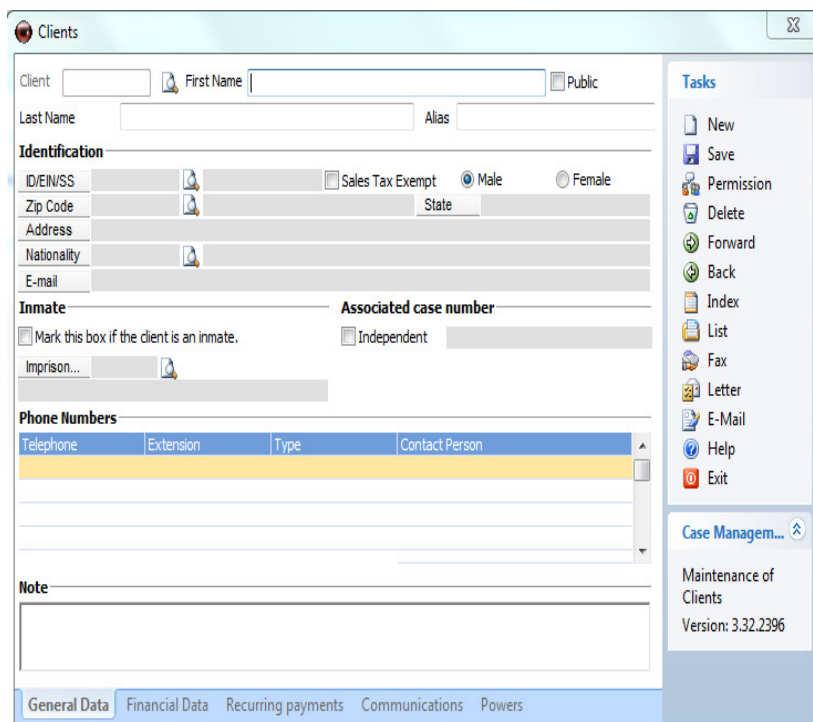 Clients
Client First Name Public
Last Name Alias
Identification
ID/EIN/SS Sales Tax Exempt Male Female
Zip Code State
Address
Nationality
E-mail
Inmate Associated case number
Mark this box if the client is an inmate. Independent
Imprison...
Phone Numbers
Telephone Extension Type Contact Person
Note
General Data Financial Data Recurring payments Communications Powers
Tasks
New
Save
Permission
Delete
Forward
Back
Index
List
Fax
Letter
E-Mail
Help
Exit
Case Managem...
Maintenance of
Clients
Version: 3.32.2396